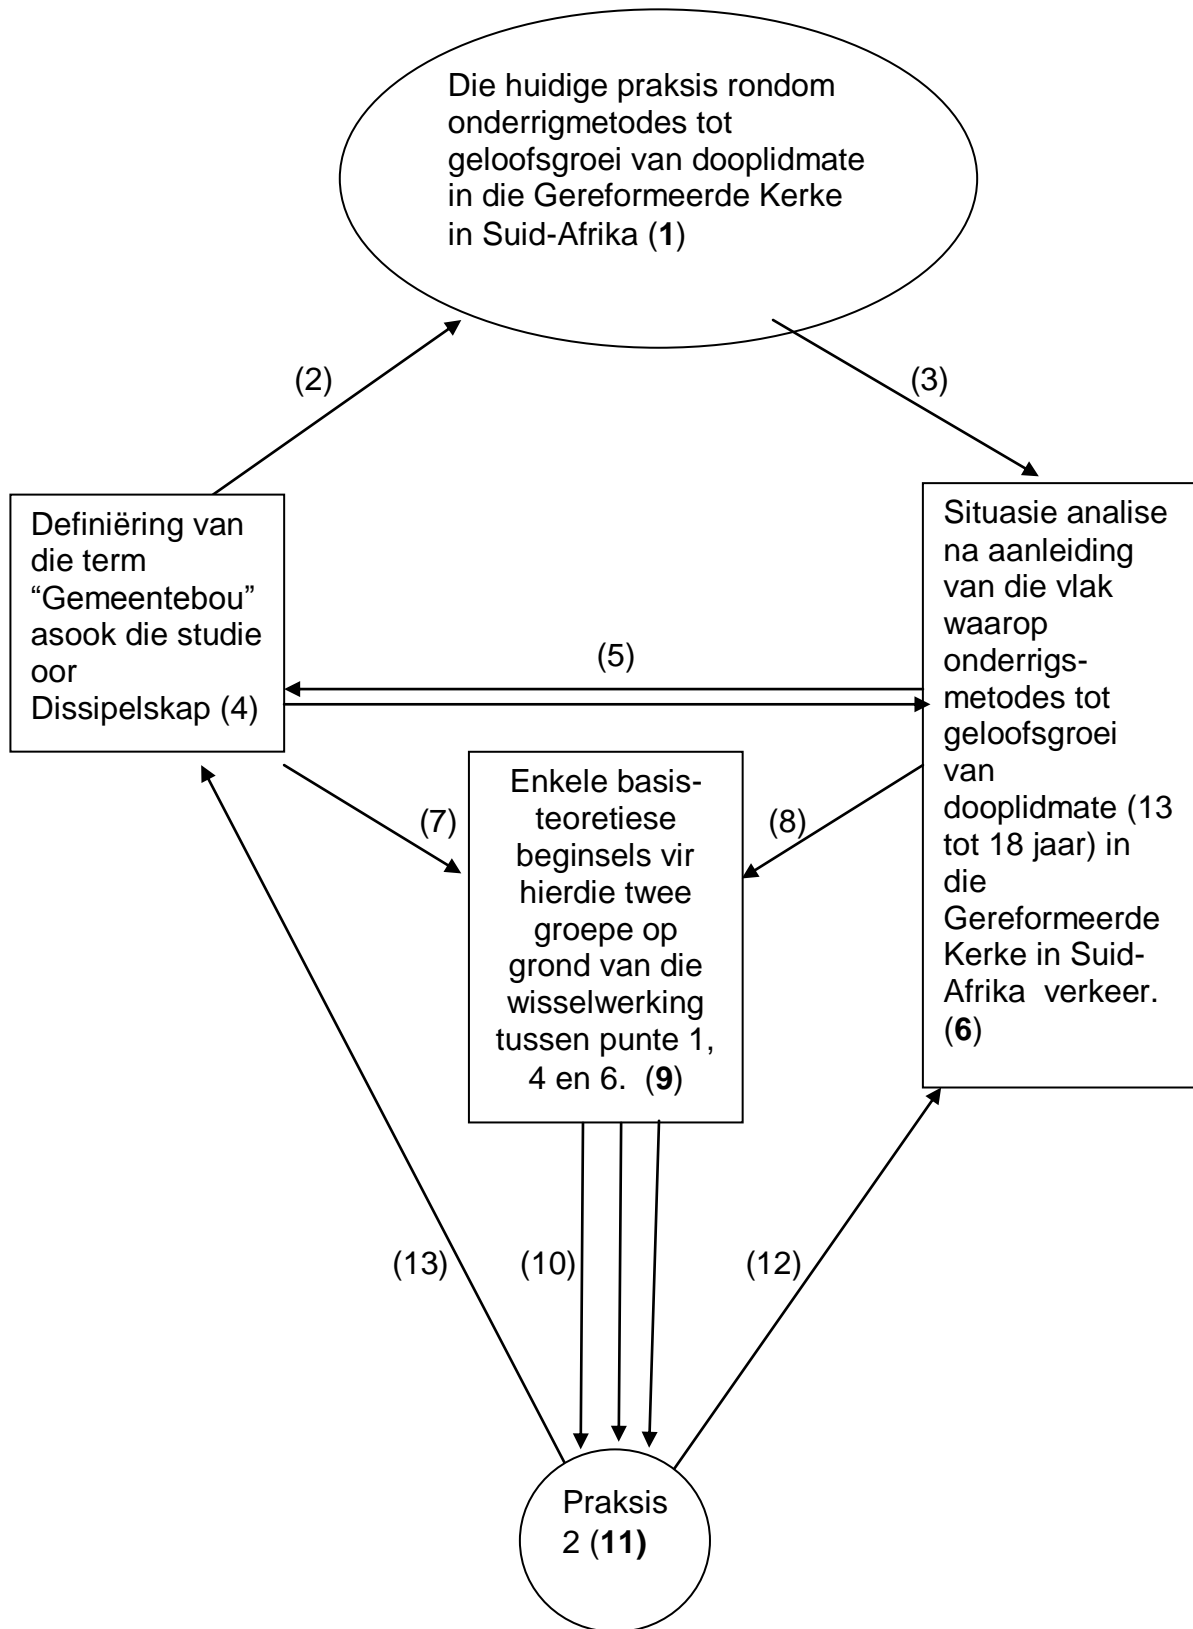 Die huidige praksis rondom
onderrigmetodes tot
geloofsgroei van dooplidmate
in die Gereformeerde Kerke
in Suid-Afrika (1)
(2)
(3)
Definiëring van
die term
“Gemeentebou”
asook die studie
oor
Dissipelskap (4)
Situasie analise
na aanleiding
van die vlak
waarop
onderrigs-
metodes tot
geloofsgroei
van
dooplidmate (13
tot 18 jaar) in
die
Gereformeerde
Kerke in Suid-
Afrika verkeer.
(6)
(5)
(7)
(8)
Enkele basis-
teoretiese
beginsels vir
hierdie twee
groepe op
grond van die
wisselwerking
tussen punte 1,
4 en 6. (9)
(13)
(10)
(12)
Praksis
2 (11)